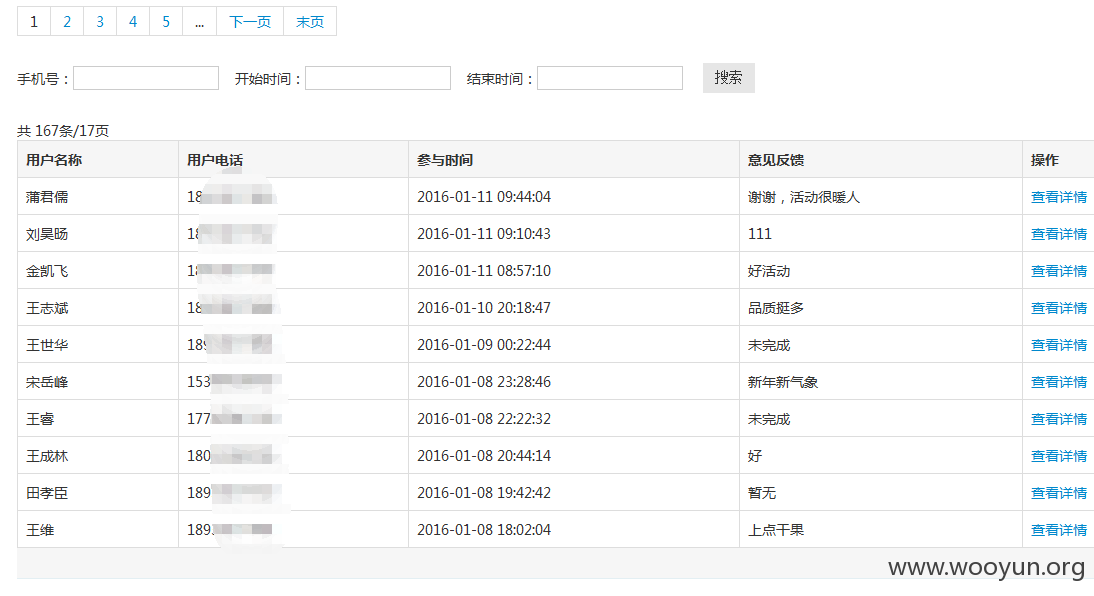 1 2 3 4 5 ... 下一页 末页
手机号： 开始时间： 结束时间： 搜索
共 167条/17页
用户名称 用户电话 参与时间 意见反馈 操作
蒲君儒 18 2016-01-11 09:44:04 谢谢，活动很暖人 查看详情
刘昊旸 18 2016-01-11 09:10:43 111 查看详情
金凯飞 18 2016-01-11 08:57:10 好活动 查看详情
王志斌 18 2016-01-10 20:18:47 品质挺多 查看详情
王世华 189 2016-01-09 00:22:44 未完成 查看详情
宋岳峰 153 2016-01-08 23:28:46 新年新气象 查看详情
王睿 177 2016-01-08 22:22:32 未完成 查看详情
王成林 180 2016-01-08 20:44:14 好 查看详情
田孝臣 189 2016-01-08 19:42:42 暂无 查看详情
王维 189 2016-01-08 18:02:04 上点干果 查看详情
www.wooyun.org